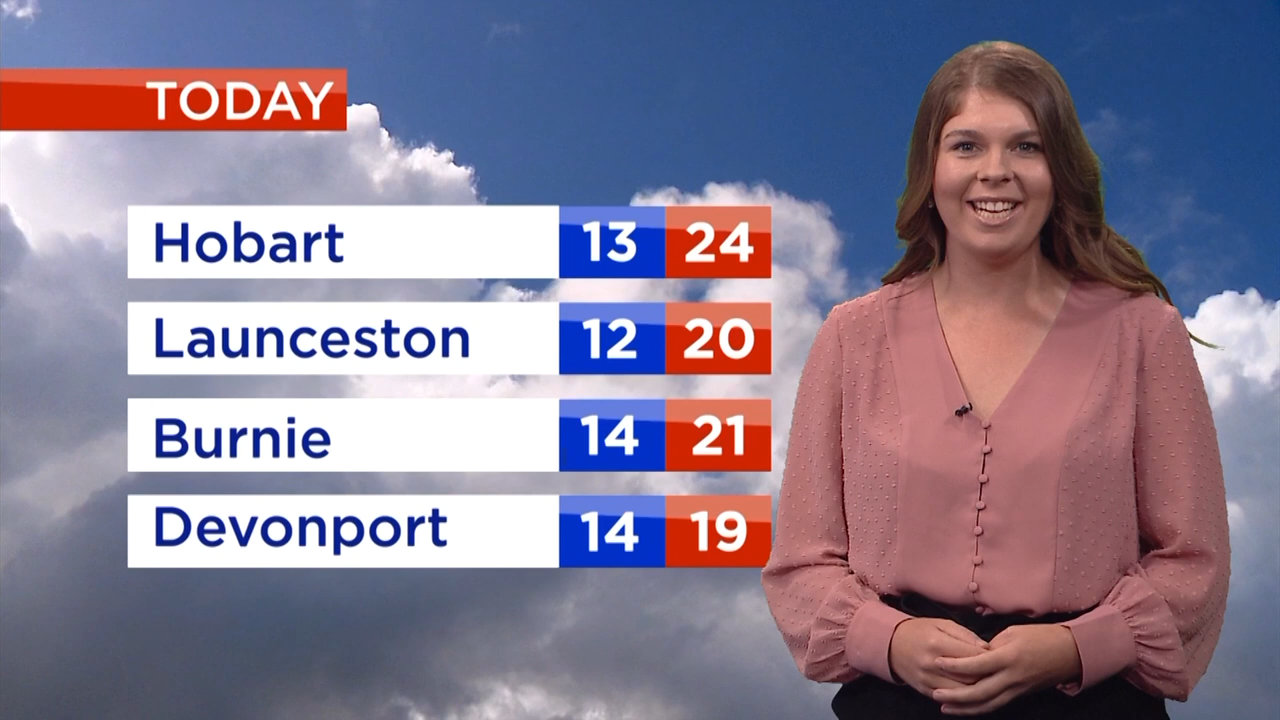 TODAY
Hobart 13 24
Launceston 12 20
Burnie 14 21
Devonport 14 19